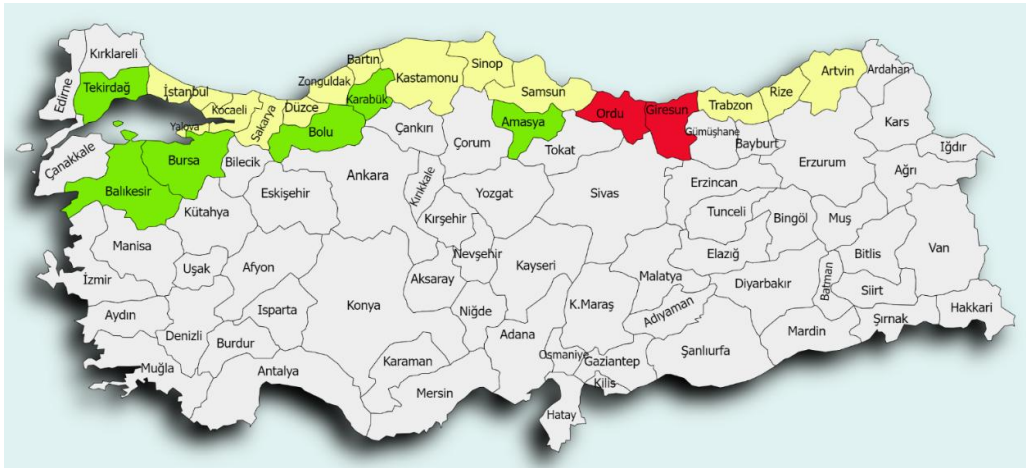 Kırklareli
Edirne
Tekirdağ
İstanbul
Kocaeli
Yalova
Sakarya
Düzce
Zonguldak
Bartın
Karabük
Kastamonu
Sinop
Samsun
Ordu
Giresun
Trabzon
Rize
Artvin
Ardahan
Çanakkale
Balıkesir
Bursa
Bilecik
Bolu
Çankırı
Çorum
Amasya
Tokat
Gümüşhane
Bayburt
Erzurum
Kars
Iğdır
Ağrı
Kütahya
Eskişehir
Ankara
Kırıkkale
Kırşehir
Yozgat
Sivas
Erzincan
Tunceli
Bingöl
Muş
Bitlis
Van
Manisa
İzmir
Uşak
Afyon
Konya
Aksaray
Nevşehir
Kayseri
Malatya
Elazığ
Diyarbakır
Batman
Siirt
Şırnak
Hakkari
Aydın
Denizli
Isparta
Burdur
Niğde
Adana
K.Maraş
Adıyaman
Şanlıurfa
Mardin
Muğla
Antalya
Karaman
Mersin
Osmaniye
Gaziantep
Kilis
Hatay